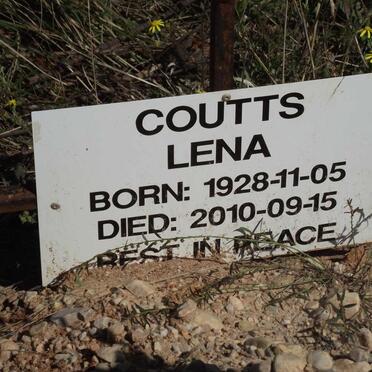 COUTTS
LENA
BORN: 1928-11-05
DIED: 2010-09-15
REST IN PEACE